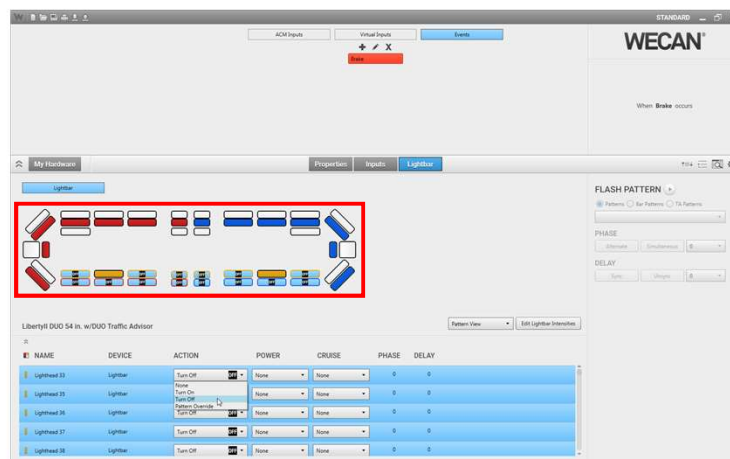 STANDARD
ACM Inputs
Virtual Inputs
Events
WECAN®
Brake
When Brake occurs
My Hardware
Properties
Inputs
Lightbar
Lightbar
FLASH PATTERN
Patterns
Bar Patterns
TA Patterns
PHASE
Alternate
Simultaneous
DELAY
LibertyII DUO 54 in. w/DUO Traffic Advisor
Pattern View
Edit Lightbar Intensities
NAME DEVICE ACTION POWER CRUISE PHASE DELAY
Lighthead 33 Lightbar Turn Off OFF None None 0 0
None
Turn On
Turn Off
Pattern Override
Lighthead 35 Lightbar None None 0 0
Lighthead 36 Lightbar Turn Off OFF None None 0 0
Lighthead 37 Lightbar Turn Off OFF None None 0 0
Lighthead 38 Lightbar Turn Off OFF None None 0 0